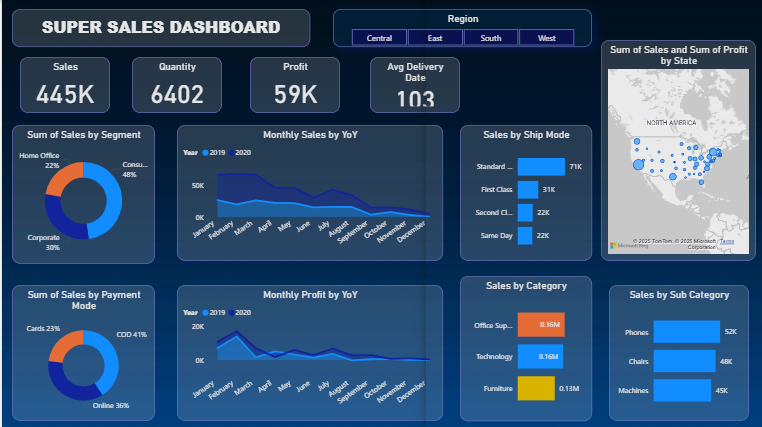 SUPER SALES DASHBOARD
Region
Central
East
South
West
Sales
445K
Quantity
6402
Profit
59K
Avg Delivery
Date
103
Sum of Sales and Sum of Profit
by State
NORTH AMERICA
Microsoft Bing
© 2025 TomTom, © 2025 Microsoft
Corporation
Terms
Sum of Sales by Segment
Home Office
22%
Consu...
48%
Corporate
30%
Monthly Sales by YoY
Year 2019 2020
50K
0K
January
February
March
April
May
June
July
August
September
October
November
December
Sales by Ship Mode
Standard ... 71K
First Class 31K
Second Cl... 22K
Same Day 22K
Sum of Sales by Payment
Mode
Cards 23%
COD 41%
Online 36%
Monthly Profit by YoY
Year 2019 2020
20K
0K
January
February
March
April
May
June
July
August
September
October
November
December
Sales by Category
Office Sup... 0.16M
Technology 0.16M
Furniture 0.13M
Sales by Sub Category
Phones 52K
Chairs 48K
Machines 45K